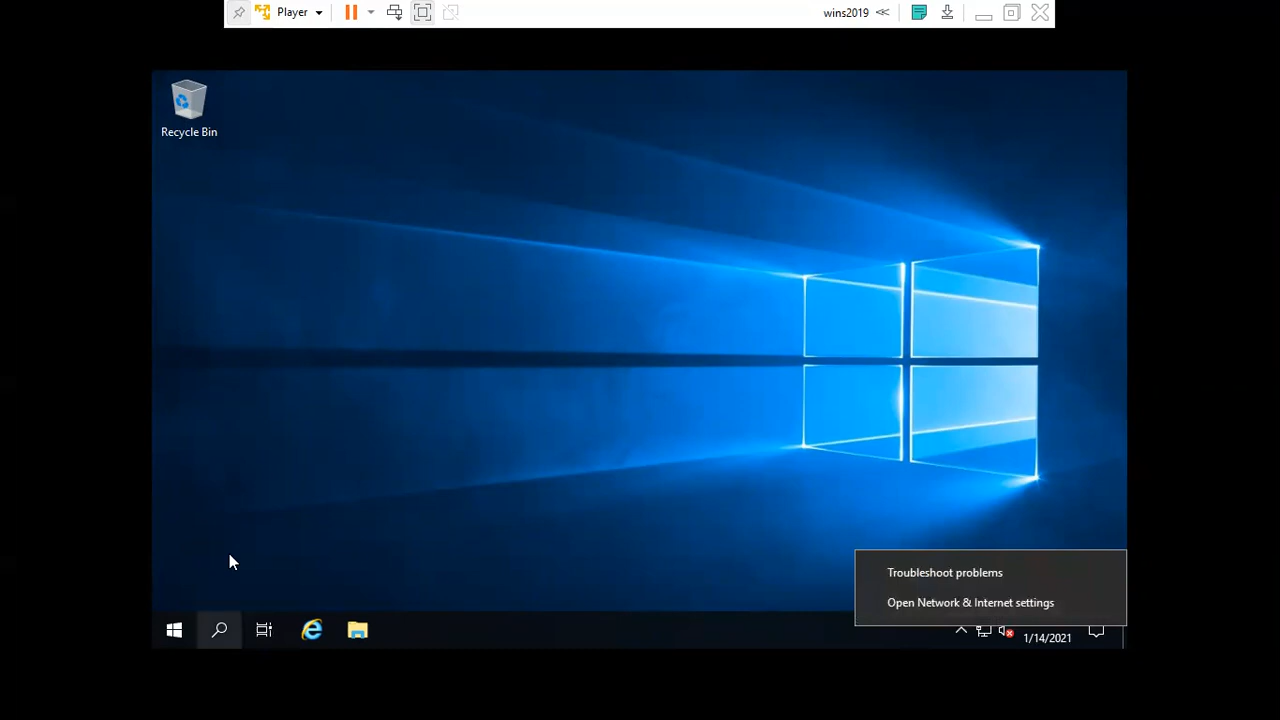 Player
wins2019
Recycle Bin
Troubleshoot problems
Open Network & Internet settings
1/14/2021